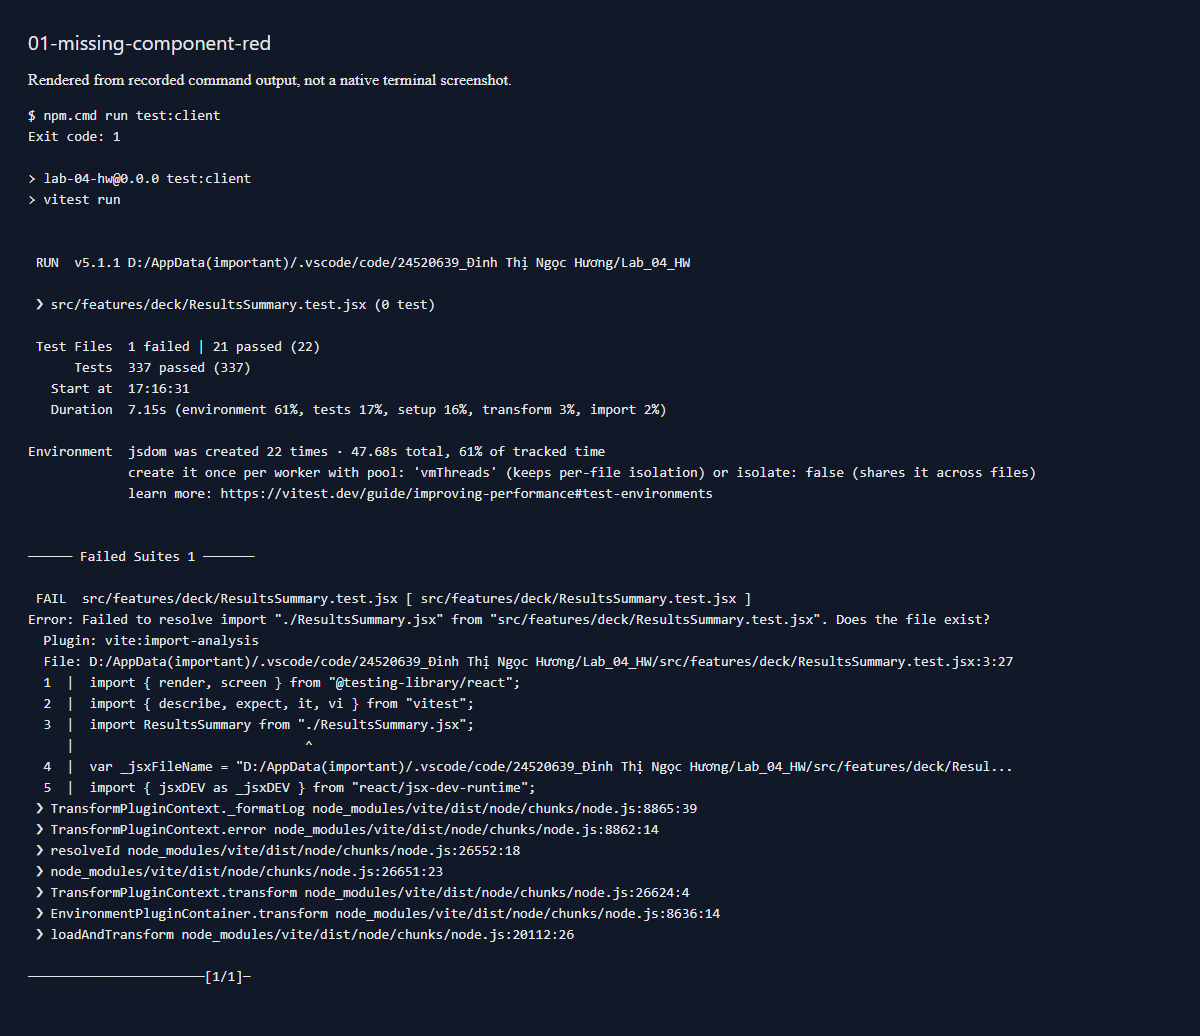 01-missing-component-red
Rendered from recorded command output, not a native terminal screenshot.
$ npm.cmd run test:client
Exit code: 1
> lab-04-hw@0.0.0 test:client
> vitest run
RUN  v5.1.1 D:/AppData(important)/.vscode/code/24520639_Đinh Thị Ngọc Hương/Lab_04_HW
❯ src/features/deck/ResultsSummary.test.jsx (0 test)
Test Files  1 failed | 21 passed (22)
Tests  337 passed (337)
Start at  17:16:31
Duration  7.15s (environment 61%, tests 17%, setup 16%, transform 3%, import 2%)
Environment  jsdom was created 22 times · 47.68s total, 61% of tracked time
create it once per worker with pool: 'vmThreads' (keeps per-file isolation) or isolate: false (shares it across files)
learn more: https://vitest.dev/guide/improving-performance#test-environments
—————— Failed Suites 1 ———————
FAIL  src/features/deck/ResultsSummary.test.jsx [ src/features/deck/ResultsSummary.test.jsx ]
Error: Failed to resolve import "./ResultsSummary.jsx" from "src/features/deck/ResultsSummary.test.jsx". Does the file exist?
Plugin: vite:import-analysis
File: D:/AppData(important)/.vscode/code/24520639_Đinh Thị Ngọc Hương/Lab_04_HW/src/features/deck/ResultsSummary.test.jsx:3:27
1  |  import { render, screen } from "@testing-library/react";
2  |  import { describe, expect, it, vi } from "vitest";
3  |  import ResultsSummary from "./ResultsSummary.jsx";
|                              ^
4  |  var _jsxFileName = "D:/AppData(important)/.vscode/code/24520639_Đinh Thị Ngọc Hương/Lab_04_HW/src/features/deck/Resul...
5  |  import { jsxDEV as _jsxDEV } from "react/jsx-dev-runtime";
❯ TransformPluginContext._formatLog node_modules/vite/dist/node/chunks/node.js:8865:39
❯ TransformPluginContext.error node_modules/vite/dist/node/chunks/node.js:8862:14
❯ resolveId node_modules/vite/dist/node/chunks/node.js:26552:18
❯ node_modules/vite/dist/node/chunks/node.js:26651:23
❯ TransformPluginContext.transform node_modules/vite/dist/node/chunks/node.js:26624:4
❯ EnvironmentPluginContainer.transform node_modules/vite/dist/node/chunks/node.js:8636:14
❯ loadAndTransform node_modules/vite/dist/node/chunks/node.js:20112:26
————————————————————————[1/1]—